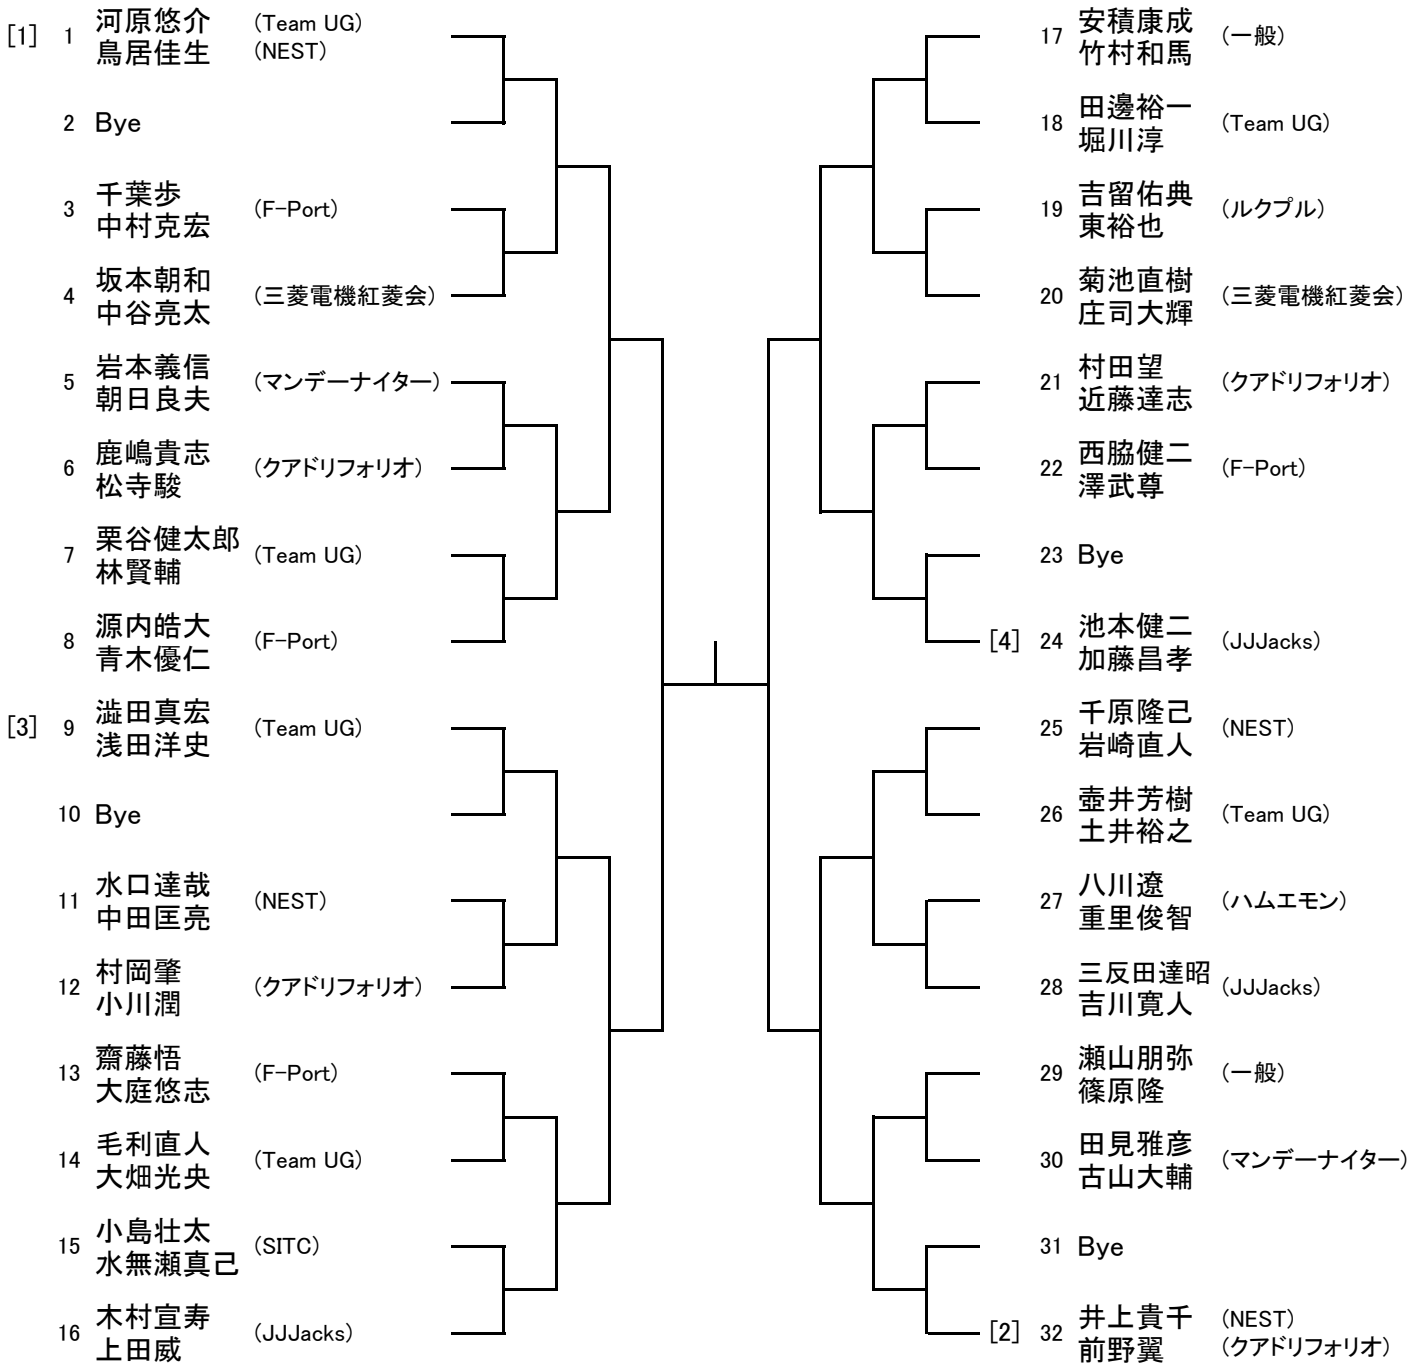 [1] 1 河原悠介 (Team UG)
鳥居佳生 (NEST)
2 Bye
3 千葉歩 (F-Port)
中村克宏
4 坂本朝和 (三菱電機紅菱会)
中谷亮太
5 岩本義信 (マンデーナイター)
朝日良夫
6 鹿嶋貴志 (クアドリフォリオ)
松寺駿
7 栗谷健太郎 (Team UG)
林賢輔
8 源内皓大 (F-Port)
青木優仁
[3] 9 澁田真宏 (Team UG)
浅田洋史
10 Bye
11 水口達哉 (NEST)
中田匡亮
12 村岡肇 (クアドリフォリオ)
小川潤
13 齋藤悟 (F-Port)
大庭悠志
14 毛利直人 (Team UG)
大畑光央
15 小島壮太 (SITC)
水無瀬真己
16 木村宣寿 (JJJacks)
上田威
17 安積康成 (一般)
竹村和馬
18 田邊裕一 (Team UG)
堀川淳
19 吉留佑典 (ルクプル)
東裕也
20 菊池直樹 (三菱電機紅菱会)
庄司大輝
21 村田望 (クアドリフォリオ)
近藤達志
22 西脇健二 (F-Port)
澤武尊
23 Bye
[4] 24 池本健二 (JJJacks)
加藤昌孝
25 千原隆己 (NEST)
岩崎直人
26 壺井芳樹 (Team UG)
土井裕之
27 八川遼 (ハムエモン)
重里俊智
28 三反田達昭 (JJJacks)
吉川寛人
29 瀬山朋弥 (一般)
篠原隆
30 田見雅彦 (マンデーナイター)
古山大輔
31 Bye
[2] 32 井上貴千 (NEST)
前野翼 (クアドリフォリオ)